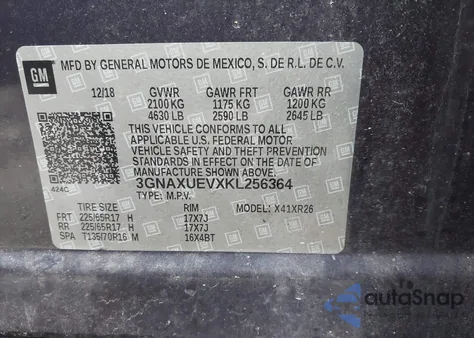 GM
MFD BY GENERAL MOTORS DE MEXICO, S. DE R.L. DE C.V.
12/18 GVWR GAWR FRT GAWR RR
2100 KG 1175 KG 1200 KG
4630 LB 2590 LB 2645 LB
THIS VEHICLE CONFORMS TO ALL
APPLICABLE U.S. FEDERAL MOTOR
VEHICLE SAFETY, BUMPER, AND THEFT
PREVENTION STANDARDS IN EFFECT ON
THE DATE OF MANUFACTURE SHOWN ABOVE.
424C 3GNAXUEVXKL256364
TYPE: M.P.V. MODEL: X41XR26
TIRE SIZE RIM
FRT 225/65R17 H 17X7J
RR 225/65R17 H 17X7J
SPA T135/70R16 M 16X4BT
autoSnap